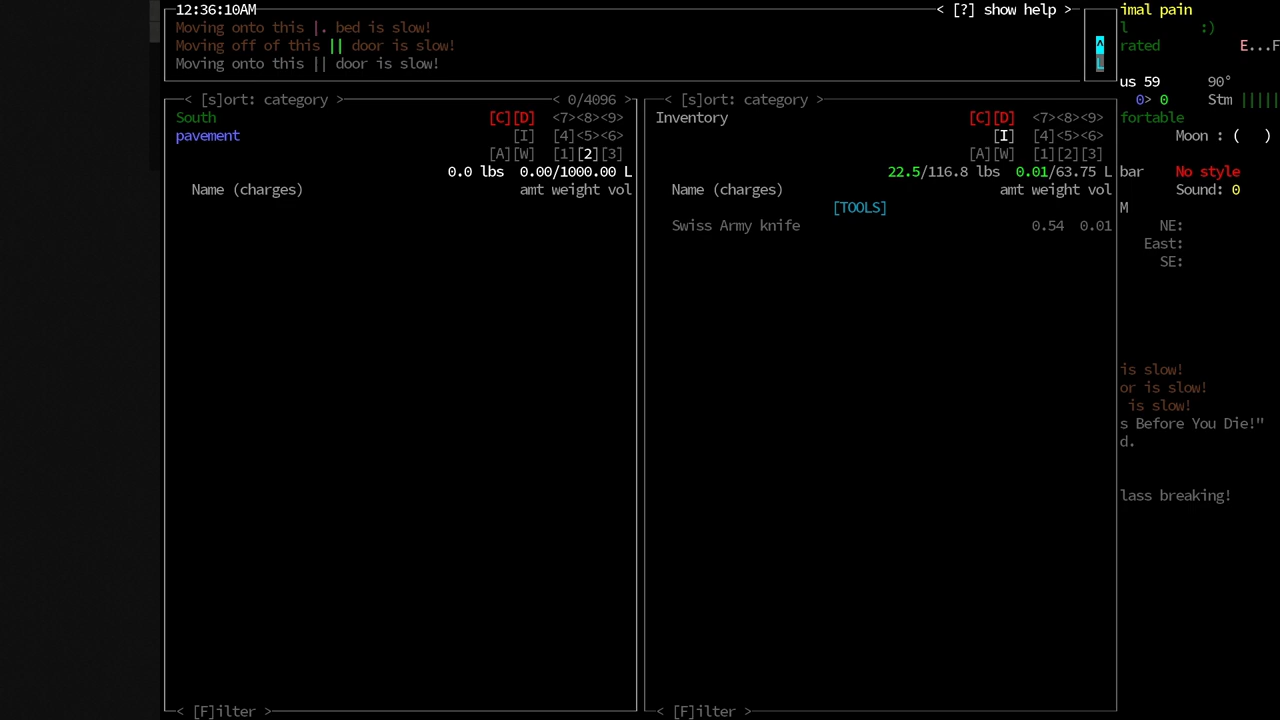 12:36:10AM < [?] show help >
Moving onto this |. bed is slow!
Moving off of this || door is slow!
Moving onto this || door is slow!
^
L
< [s]ort: category > < 0/4096 >
South [C][D] <7><8><9>
pavement [I] [4]<5><6>
[A][W] [1][2][3]
0.0 lbs 0.00/1000.00 L
Name (charges) amt weight vol
< [F]ilter >
< [s]ort: category >
Inventory [C][D] <7><8><9>
[I] [4]<5><6>
[A][W] [1][2][3]
22.5/116.8 lbs 0.01/63.75 L
Name (charges) amt weight vol
[TOOLS]
Swiss Army knife 0.54 0.01
< [F]ilter >
imal pain
l :)
rated E...F
us 59 90°
0> 0 Stm |||||
fortable
Moon : ( )
bar No style
Sound: 0
M
NE:
East:
SE:
is slow!
or is slow!
is slow!
s Before You Die!"
d.
lass breaking!